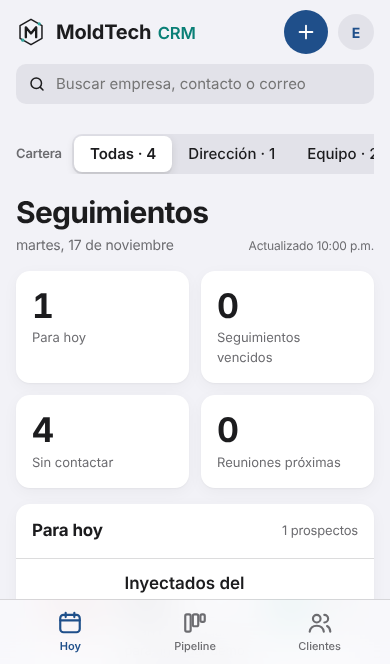 MoldTech CRM
E
Buscar empresa, contacto o correo
Cartera
Todas · 4
Dirección · 1
Equipo · 2
Seguimientos
martes, 17 de noviembre
Actualizado 10:00 p.m.
1
Para hoy
0
Seguimientos
vencidos
4
Sin contactar
0
Reuniones próximas
Para hoy
1 prospectos
Inyectados del
Hoy
Pipeline
Clientes